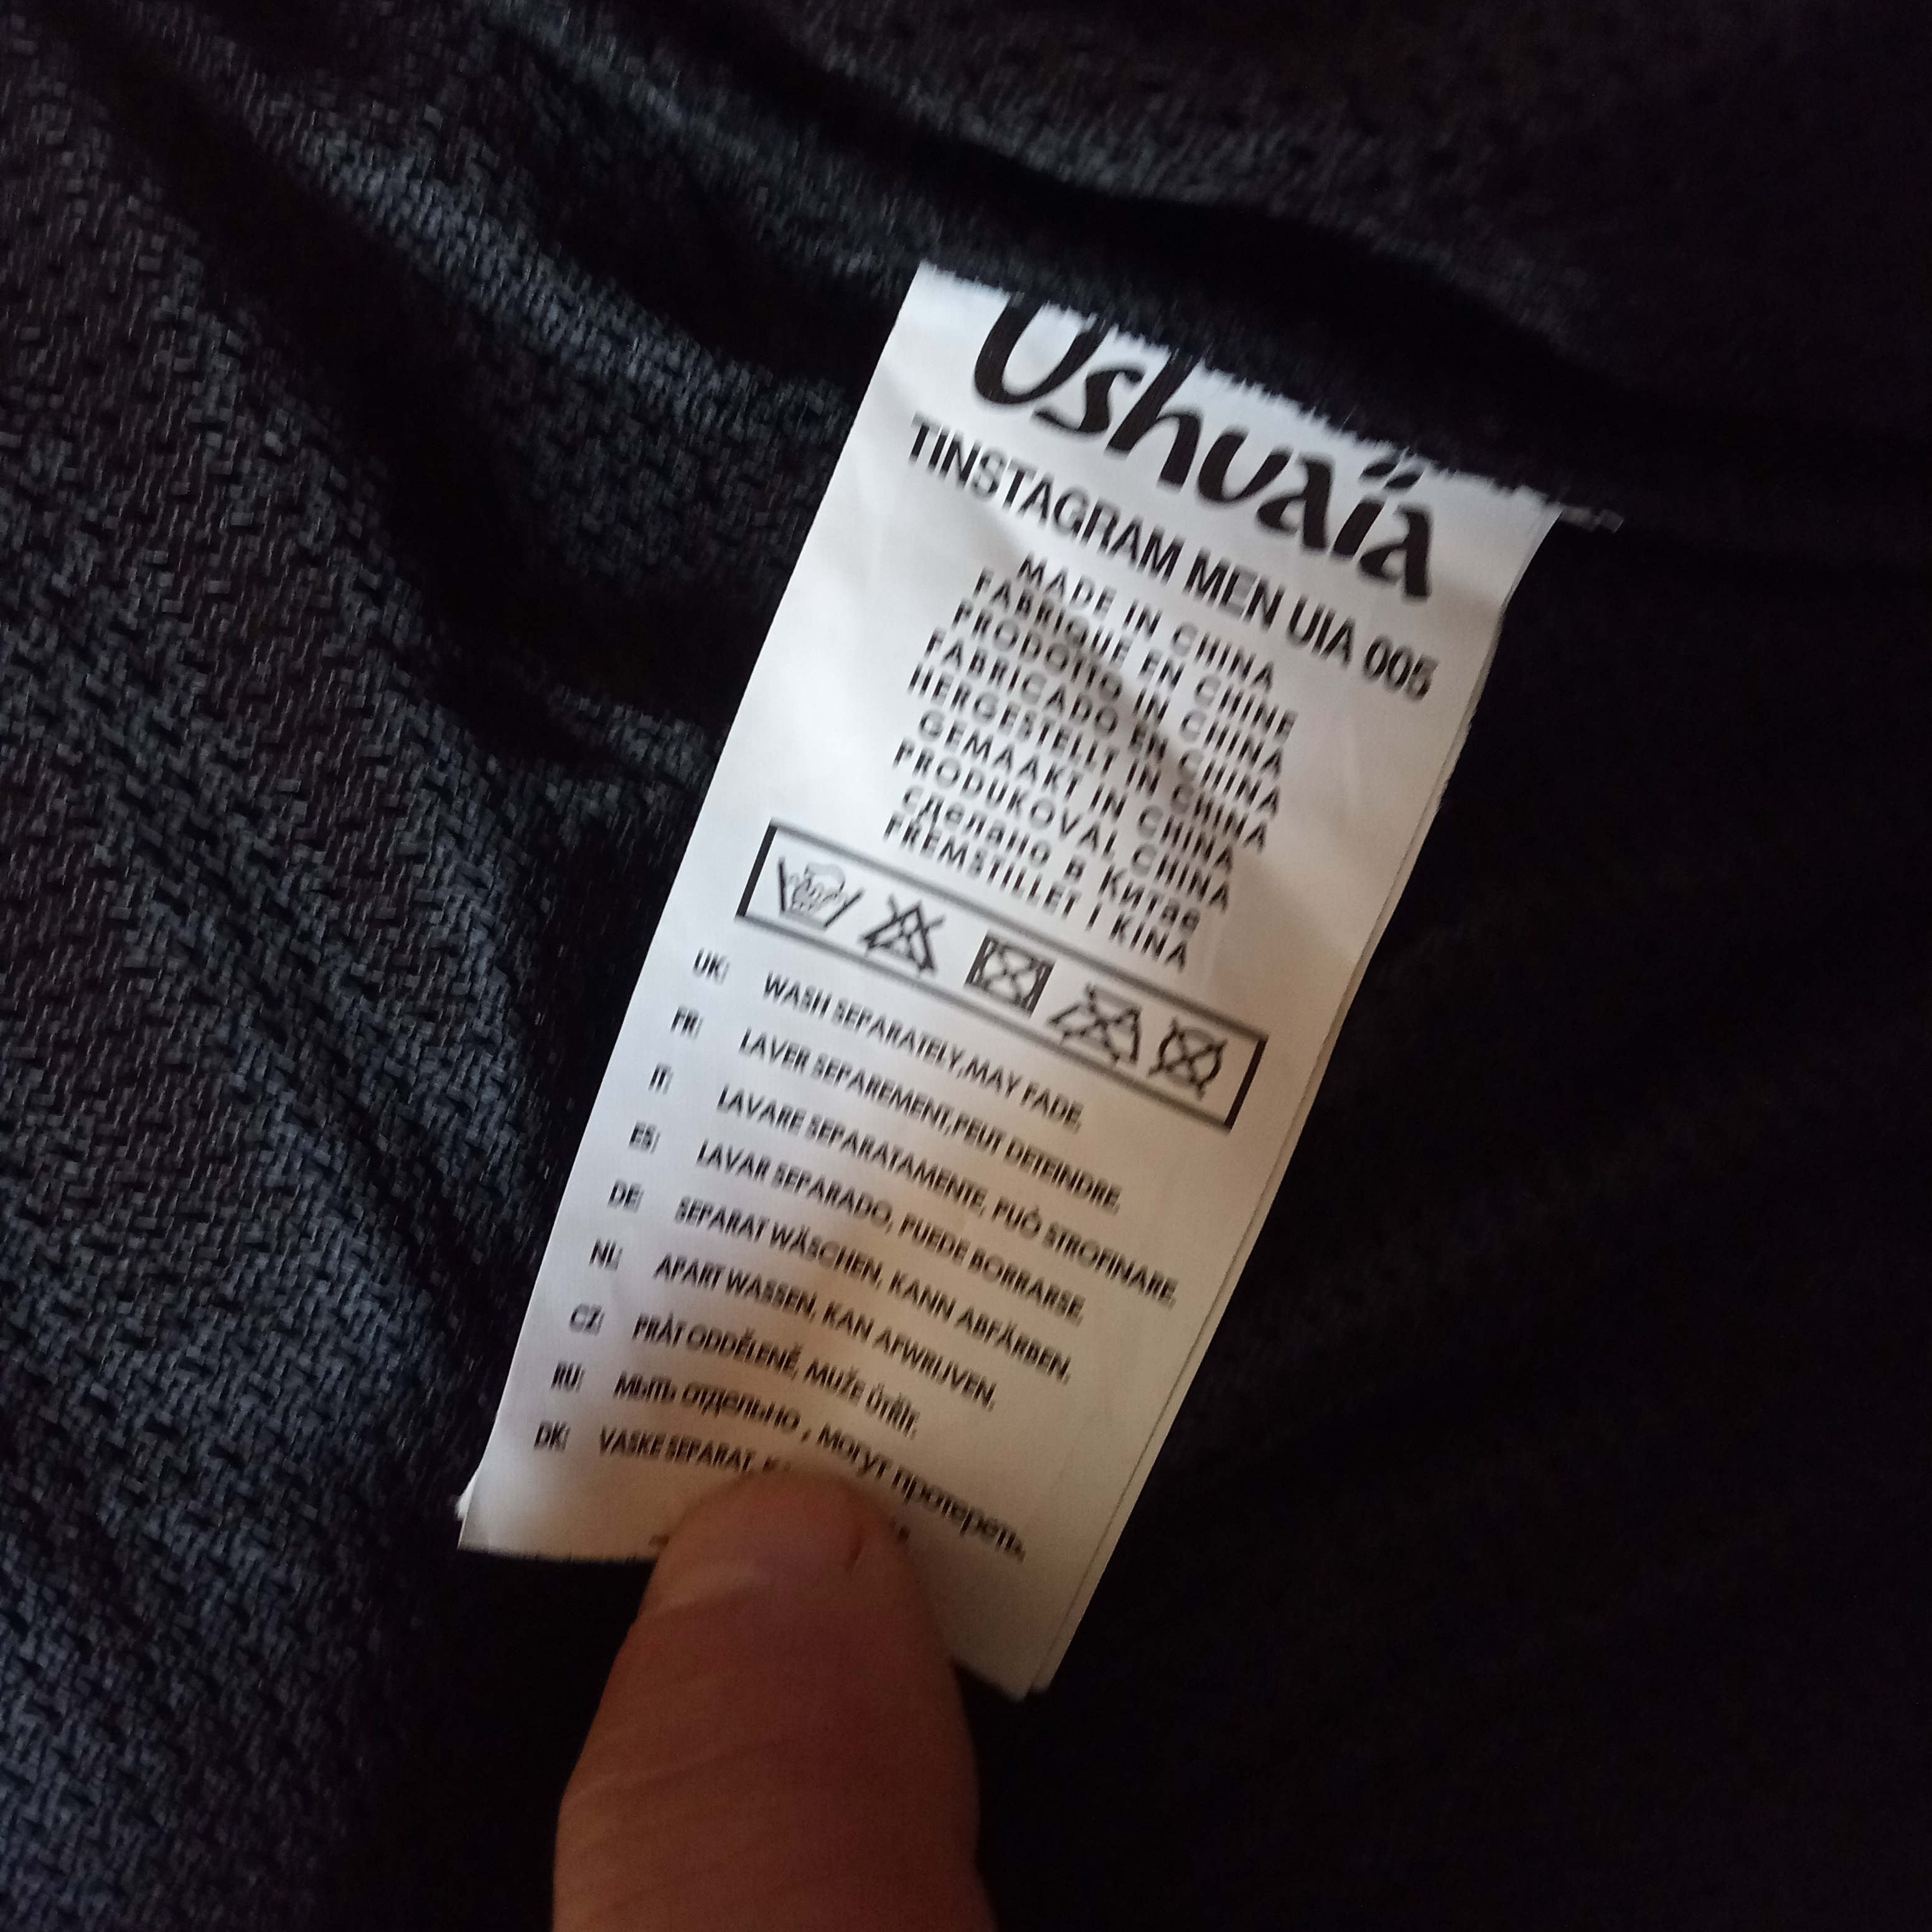 Ushuaïa
TINSTAGRAM MEN UIA 005
MADE IN CHINA
FABRIQUE EN CHINE
PRODOTTO IN CHINA
FABRICADO EN CHINA
HERGESTELLT IN CHINA
GEMAAKT IN CHINA
PRODUKOVAL CHINA
сделано в Китае
FREMSTILLET I KINA
UK: WASH SEPARATELY,MAY FADE,
FR: LAVER SEPAREMENT,PEUT DETEINDRE,
IT: LAVARE SEPARATAMENTE, PUÒ STROFINARE,
ES: LAVAR SEPARADO, PUEDE BORRARSE,
DE: SEPARAT WÄSCHEN, KANN ABFÄRBEN,
NL: APART WASSEN, KAN AFWRIJVEN,
CZ: PRÁT ODDĚLENĚ, MUŽE ÚTŘÍT,
RU: Мыть отдельно , могут протереть,
DK: VASKE SEPARAT,